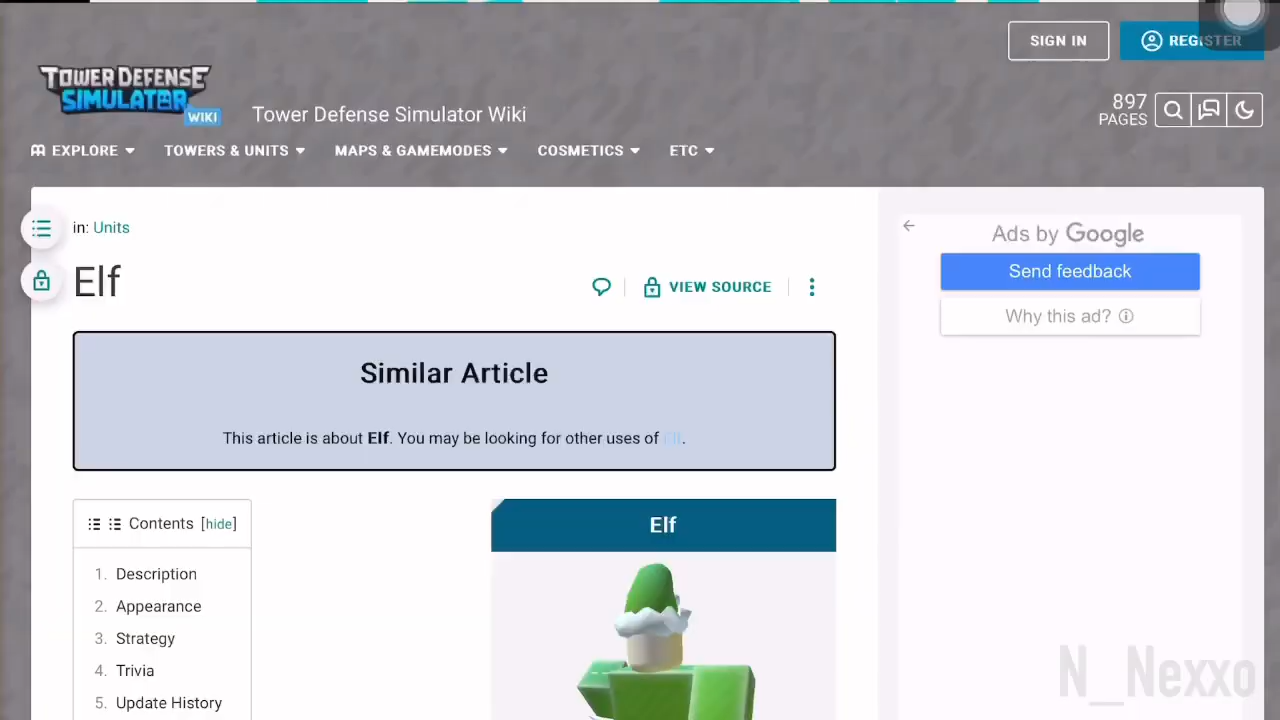 SIGN IN
REGISTER
TOWER DEFENSE
SIMULATOR
WIKI
Tower Defense Simulator Wiki
897
PAGES
EXPLORE
TOWERS & UNITS
MAPS & GAMEMODES
COSMETICS
ETC
in: Units
Elf
VIEW SOURCE
Similar Article
This article is about Elf. You may be looking for other uses of Elf.
Contents [hide]
1. Description
2. Appearance
3. Strategy
4. Trivia
5. Update History
Elf
Ads by Google
Send feedback
Why this ad?
N__Nexxo